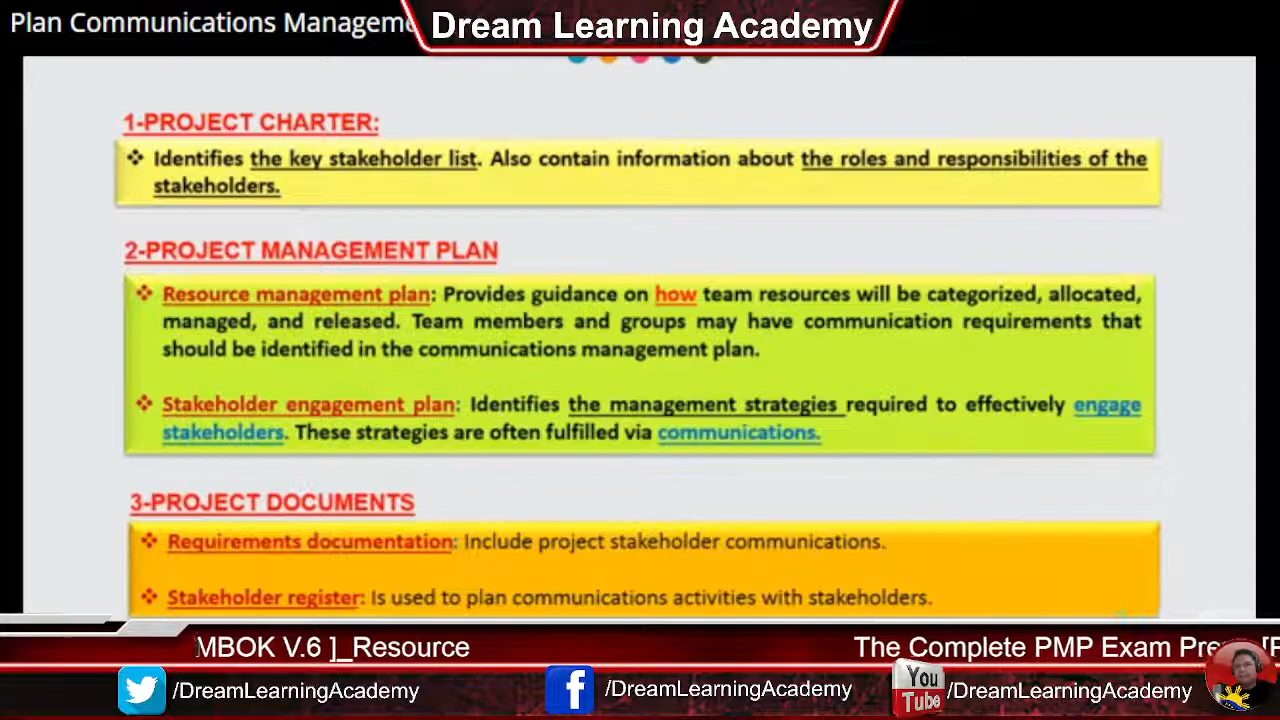 Plan Communications Manageme
Dream Learning Academy
1-PROJECT CHARTER:
❖ Identifies the key stakeholder list. Also contain information about the roles and responsibilities of the
stakeholders.
2-PROJECT MANAGEMENT PLAN
❖ Resource management plan: Provides guidance on how team resources will be categorized, allocated,
managed, and released. Team members and groups may have communication requirements that
should be identified in the communications management plan.
❖ Stakeholder engagement plan: Identifies the management strategies required to effectively engage
stakeholders. These strategies are often fulfilled via communications.
3-PROJECT DOCUMENTS
❖ Requirements documentation: Include project stakeholder communications.
❖ Stakeholder register: Is used to plan communications activities with stakeholders.
MBOK V.6 ]_Resource
The Complete PMP Exam Pre
/DreamLearningAcademy
/DreamLearningAcademy
You Tube
/DreamLearningAcademy